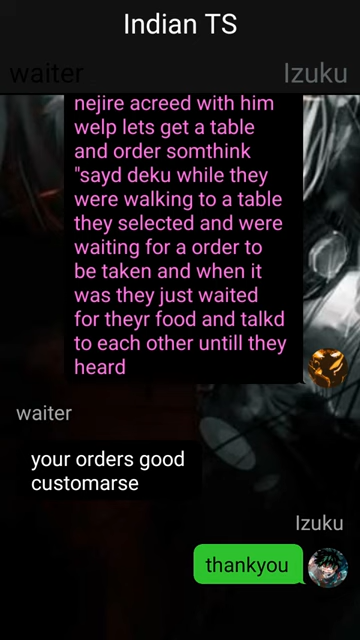 Indian TS
waiter
Izuku
nejire acreed with him
welp lets get a table
and order somthink
"sayd deku while they
were walking to a table
they selected and were
waiting for a order to
be taken and when it
was they just waited
for theyr food and talkd
to each other untill they
heard
waiter
your orders good
customarse
Izuku
thankyou